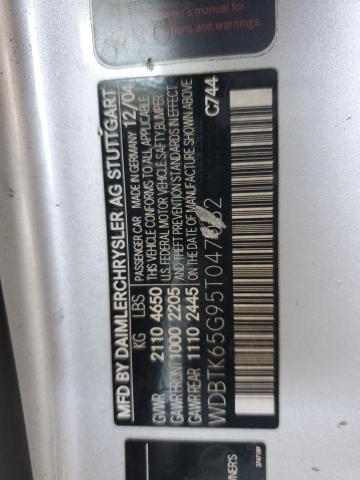 owner's manual for
and warnings.
MFD BY DAIMLERCHRYSLER AG STUTTGART
PASSENGER CAR MADE IN GERMANY 12/04
KG LBS THIS VEHICLE CONFORMS TO ALL APPLICABLE
GVWR 2110 4650 U.S. FEDERAL MOTOR VEHICLE SAFTY BUMPER
GAWR FRONT 1000 2205 AND THEFT PREVENTION STANDARDS IN EFFECT
GAWR REAR 1110 2445 ON THE DATE OF MANUFACTURE SHOWN ABOVE
WDBTK65G95T047
C744